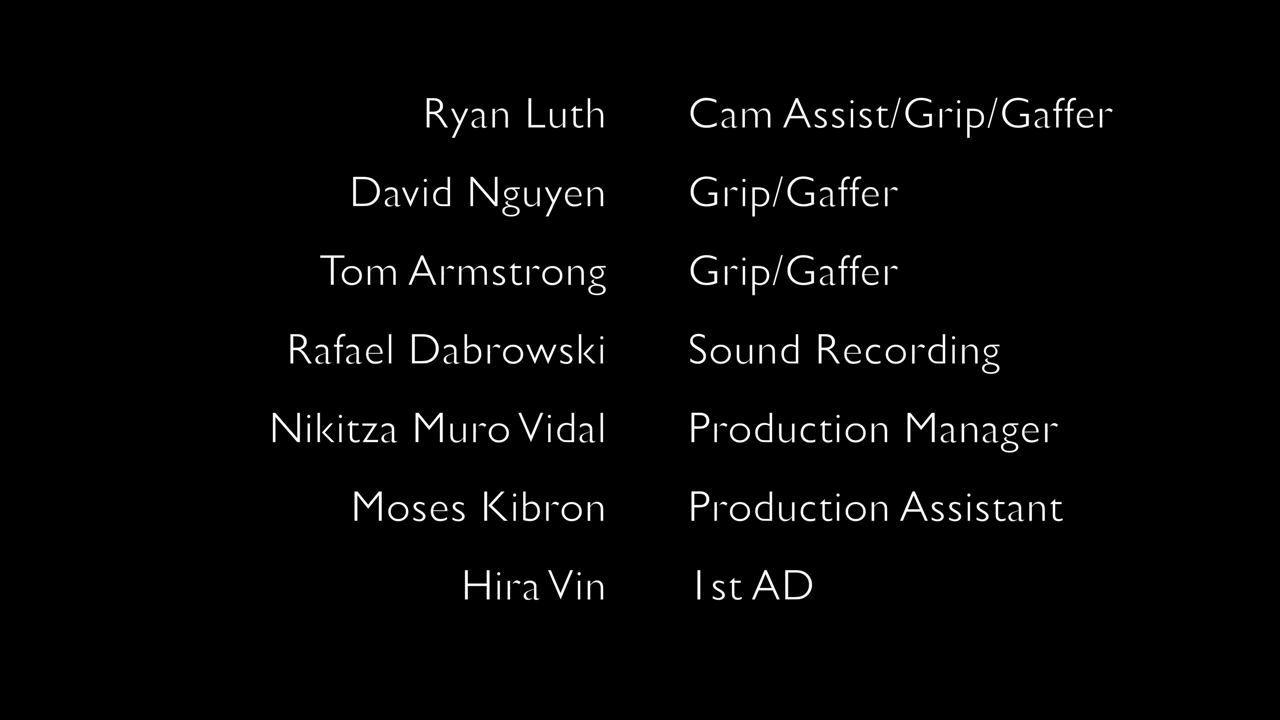 Ryan Luth Cam Assist/Grip/Gaffer
David Nguyen Grip/Gaffer
Tom Armstrong Grip/Gaffer
Rafael Dabrowski Sound Recording
Nikitza Muro Vidal Production Manager
Moses Kibron Production Assistant
Hira Vin 1st AD